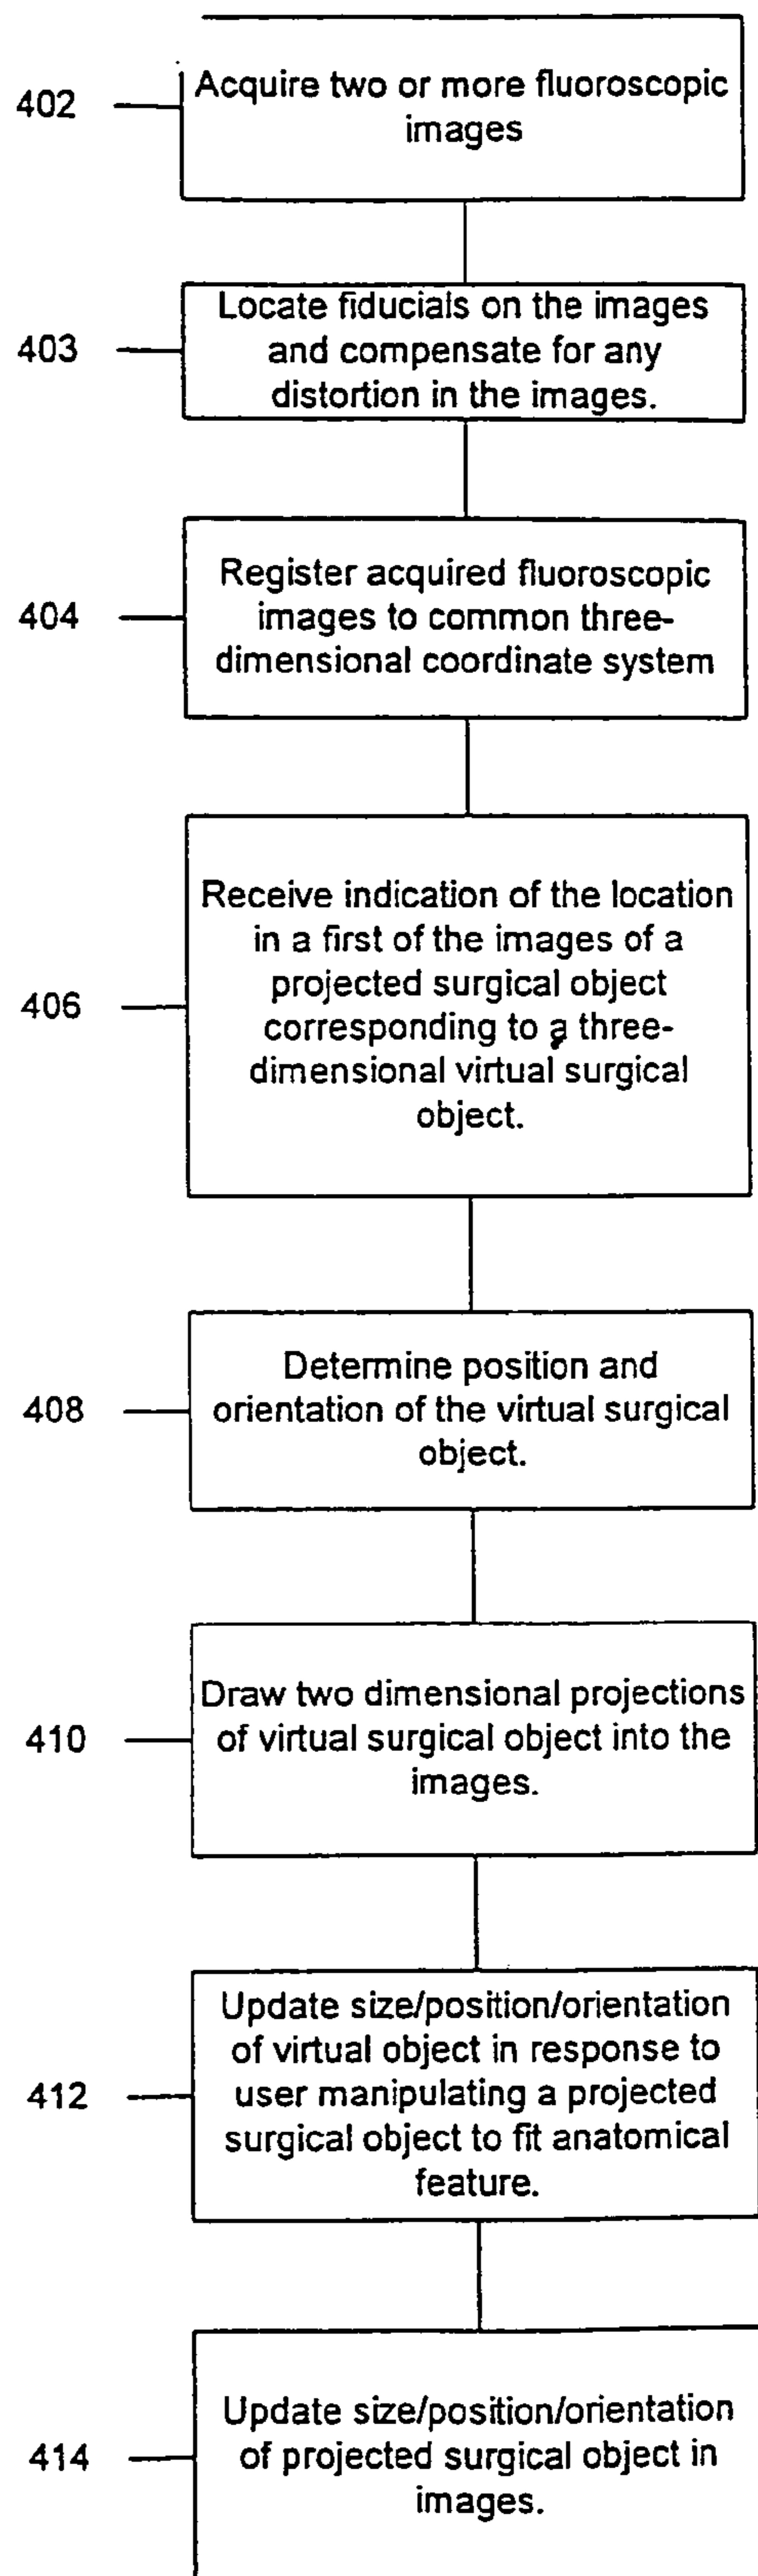 402
Acquire two or more fluoroscopic
images
403
Locate fiducials on the images
and compensate for any
distortion in the images.
404
Register acquired fluoroscopic
images to common three-
dimensional coordinate system
406
Receive indication of the location
in a first of the images of a
projected surgical object
corresponding to a three-
dimensional virtual surgical
object.
408
Determine position and
orientation of the virtual surgical
object.
410
Draw two dimensional projections
of virtual surgical object into the
images.
412
Update size/position/orientation
of virtual object in response to
user manipulating a projected
surgical object to fit anatomical
feature.
414
Update size/position/orientation
of projected surgical object in
images.